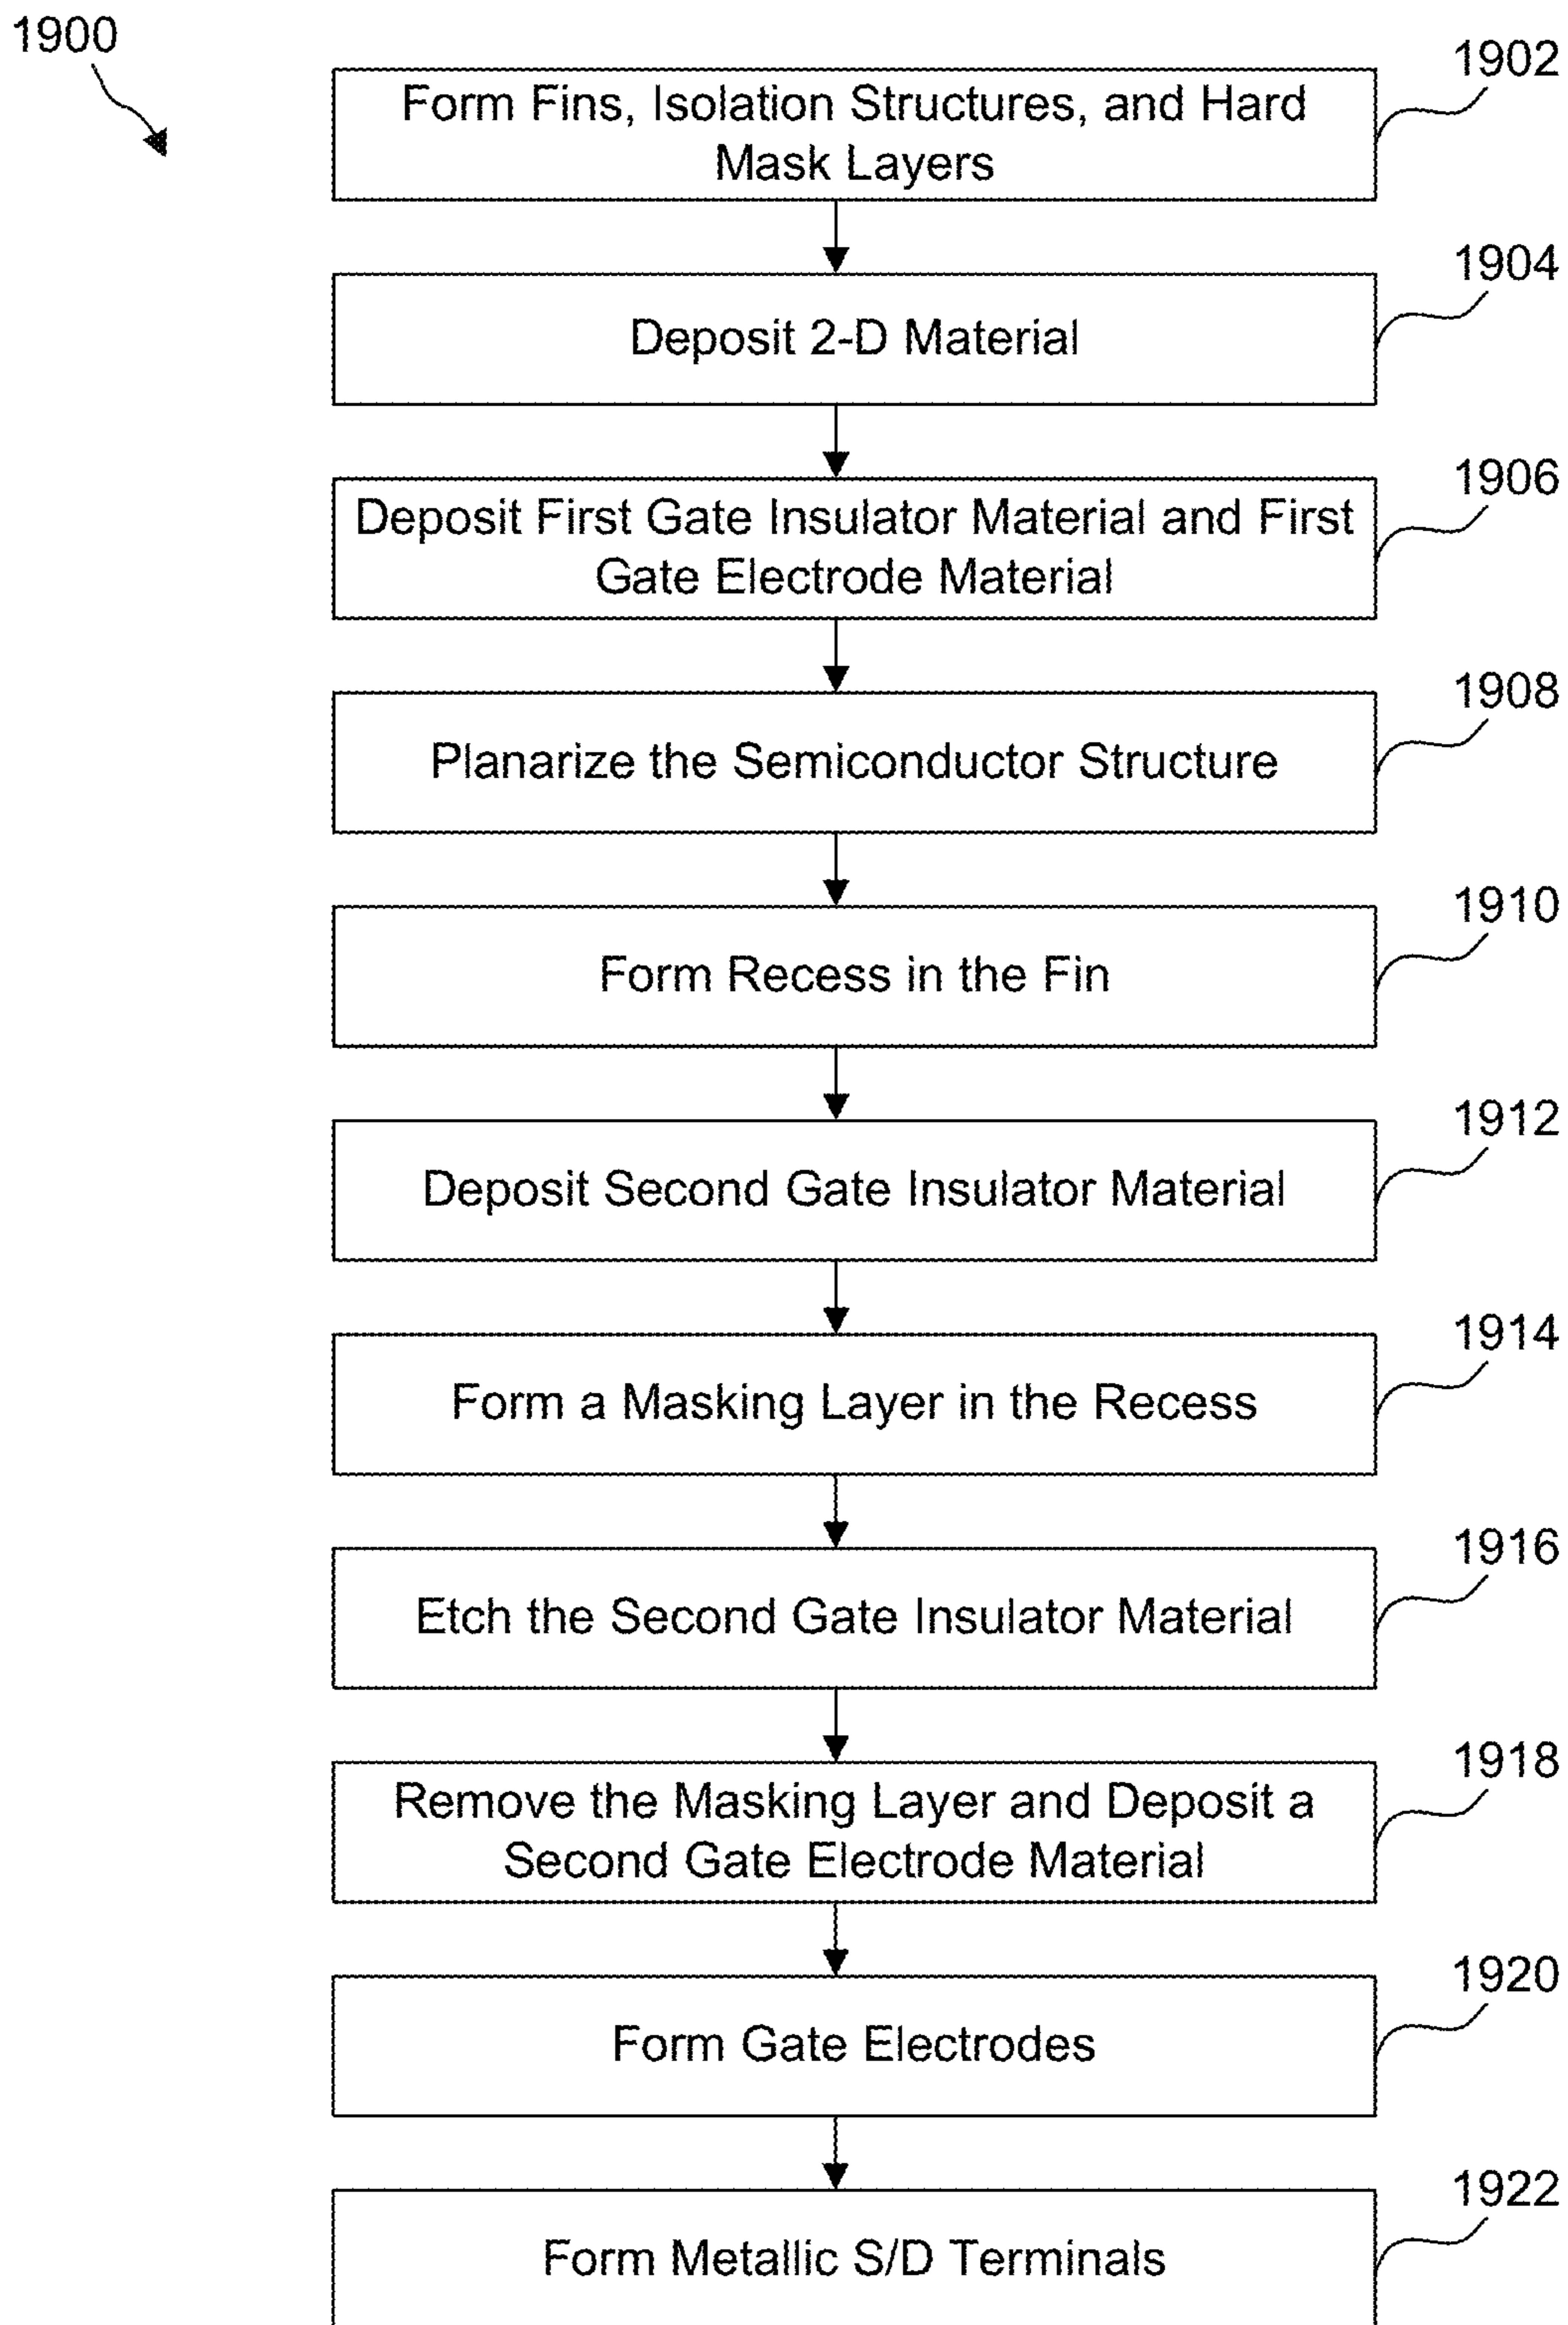 1900
1902
Form Fins, Isolation Structures, and Hard
Mask Layers
1904
Deposit 2-D Material
1906
Deposit First Gate Insulator Material and First
Gate Electrode Material
1908
Planarize the Semiconductor Structure
1910
Form Recess in the Fin
1912
Deposit Second Gate Insulator Material
1914
Form a Masking Layer in the Recess
1916
Etch the Second Gate Insulator Material
1918
Remove the Masking Layer and Deposit a
Second Gate Electrode Material
1920
Form Gate Electrodes
1922
Form Metallic S/D Terminals